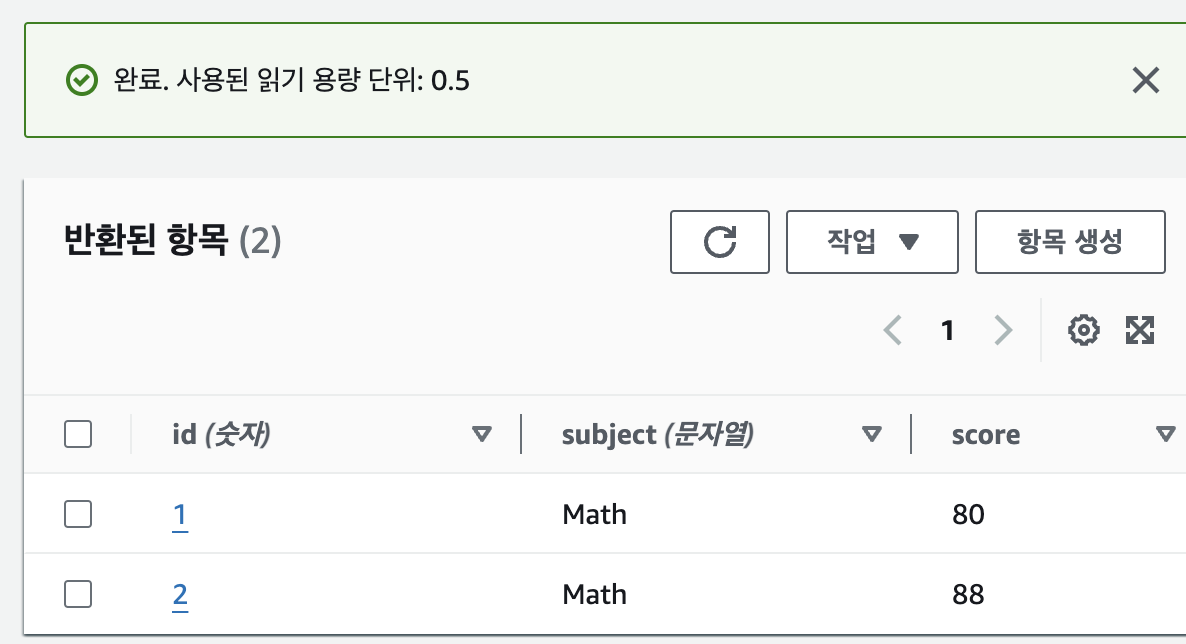 완료. 사용된 읽기 용량 단위: 0.5
반환된 항목 (2)
작업
항목 생성
1
id (숫자)
subject (문자열)
score
1
Math
80
2
Math
88